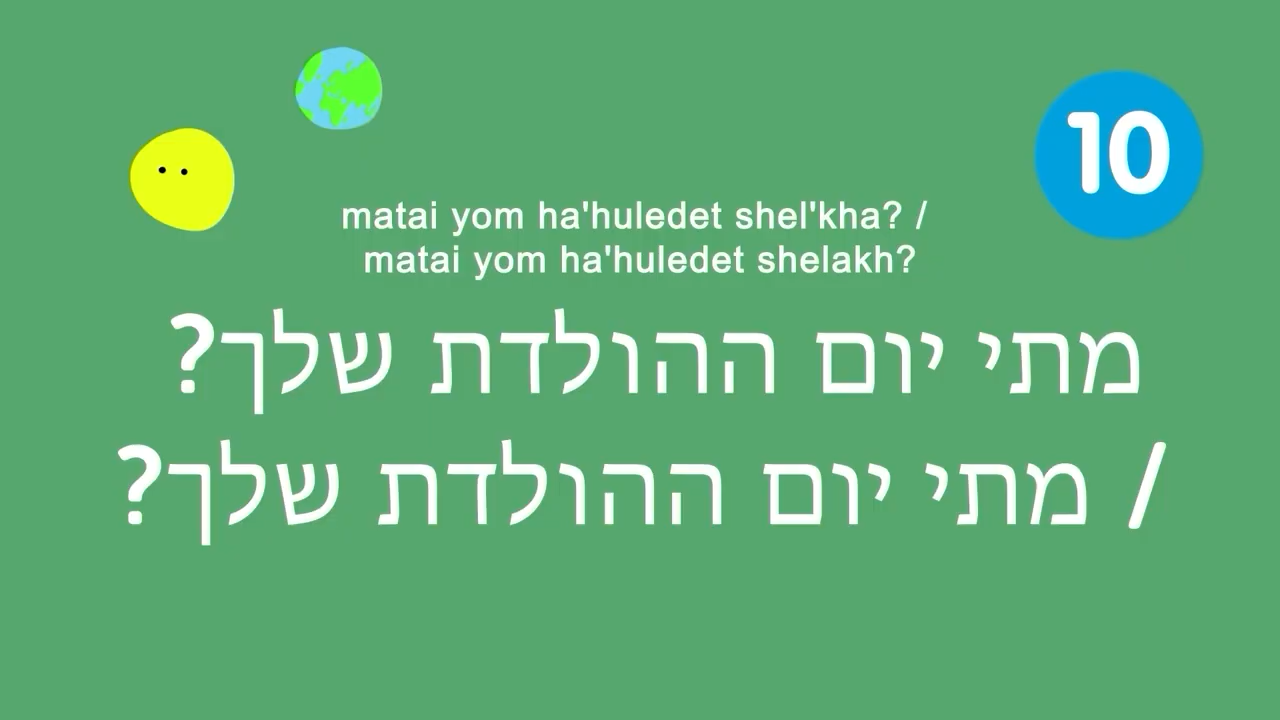 10
matai yom ha'huledet shel'kha? /
matai yom ha'huledet shelakh?
מתי יום ההולדת שלך?
/ מתי יום ההולדת שלך?